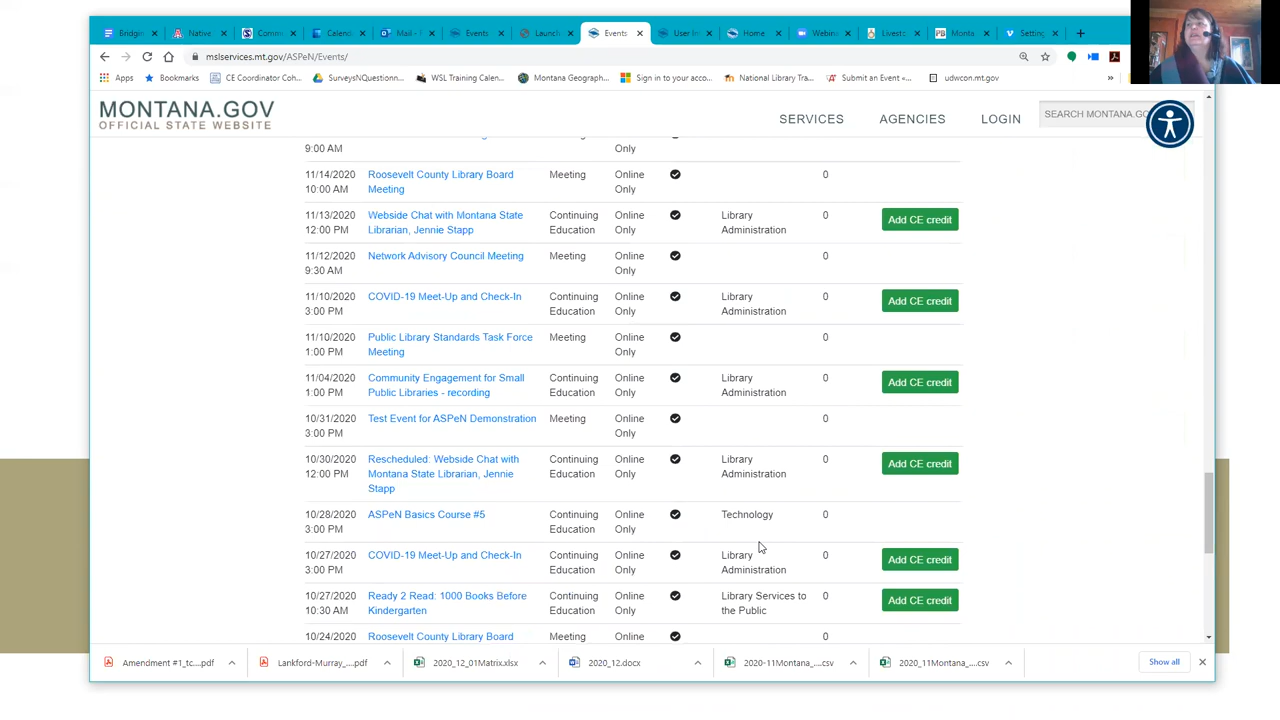 Bridgin
Native
Comm
Calend
Mail -
Events
Launch
Events
User In
Home
Webina
Livesto
Monta
Settin
mslservices.mt.gov/ASPeN/Events/
Apps
Bookmarks
CE Coordinator Coh...
SurveysNQuestionn...
WSL Training Calen...
Montana Geograph...
Sign in to your acco...
National Library Tra...
Submit an Event «...
udwcon.mt.gov
»
MONTANA.GOV
OFFICIAL STATE WEBSITE
SERVICES
AGENCIES
LOGIN
SEARCH MONTANA.GO
9:00 AM Only
11/14/2020 Roosevelt County Library Board Meeting Online 0
10:00 AM Meeting Only
11/13/2020 Webside Chat with Montana State Continuing Online Library 0 Add CE credit
12:00 PM Librarian, Jennie Stapp Education Only Administration
11/12/2020 Network Advisory Council Meeting Meeting Online 0
9:30 AM Only
11/10/2020 COVID-19 Meet-Up and Check-In Continuing Online Library 0 Add CE credit
3:00 PM Education Only Administration
11/10/2020 Public Library Standards Task Force Meeting Online 0
1:00 PM Meeting Only
11/04/2020 Community Engagement for Small Continuing Online Library 0 Add CE credit
1:00 PM Public Libraries - recording Education Only Administration
10/31/2020 Test Event for ASPeN Demonstration Meeting Online 0
3:00 PM Only
10/30/2020 Rescheduled: Webside Chat with Continuing Online Library 0 Add CE credit
12:00 PM Montana State Librarian, Jennie Education Only Administration
Stapp
10/28/2020 ASPeN Basics Course #5 Continuing Online Technology 0
3:00 PM Education Only
10/27/2020 COVID-19 Meet-Up and Check-In Continuing Online Library 0 Add CE credit
3:00 PM Education Only Administration
10/27/2020 Ready 2 Read: 1000 Books Before Continuing Online Library Services to 0 Add CE credit
10:30 AM Kindergarten Education Only the Public
10/24/2020 Roosevelt County Library Board Meeting Online 0
Amendment #1_tc....pdf
Lankford-Murray_....pdf
2020_12_01Matrix.xlsx
2020_12.docx
2020-11Montana_....csv
2020_11Montana_....csv
Show all